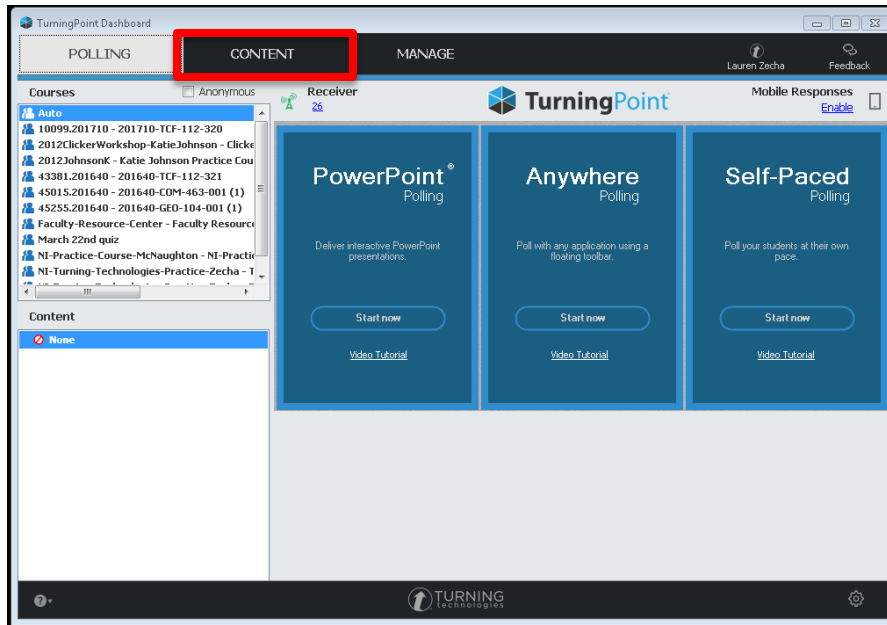 TurningPoint Dashboard
POLLING
CONTENT
MANAGE
Lauren Zecha
Feedback
Courses
Anonymous
Auto
10099.201710 - 201710-TCF-112-320
2012ClickerWorkshop-KatieJohnson - Clicke
2012JohnsonK - Katie Johnson Practice Cou
43381.201640 - 201640-TCF-112-321
45015.201640 - 201640-COM-463-001 (1)
45255.201640 - 201640-GEO-104-001 (1)
Faculty-Resource-Center - Faculty Resource
March 22nd quiz
NI-Practice-Course-McNaughton - NI-Practic
NI-Turning-Technologies-Practice-Zecha - T
Content
None
Receiver
26
TurningPoint
Mobile Responses
Enable
PowerPoint®
Polling
Deliver interactive PowerPoint
presentations.
Start now
Video Tutorial
Anywhere
Polling
Poll with any application using a
floating toolbar.
Start now
Video Tutorial
Self-Paced
Polling
Poll your students at their own
pace.
Start now
Video Tutorial
TURNING
technologies